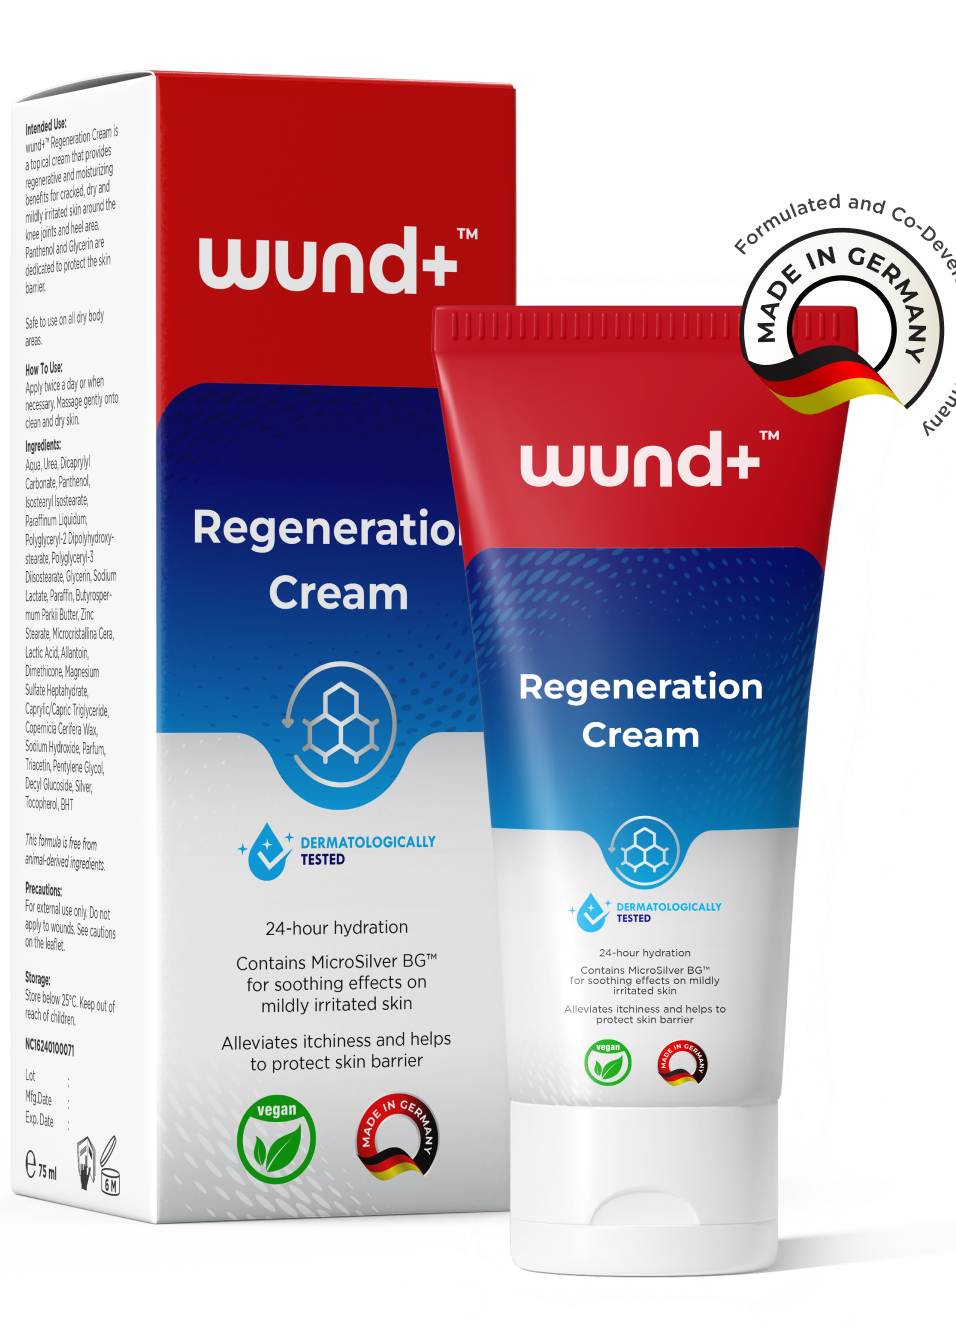 Intended Use:
wund+™ Regeneration Cream is
a topical cream that provides
regenerative and moisturizing
benefits for cracked, dry and
mildly irritated skin around the
knee joints and heel area.
Panthenol and Glycerin are
dedicated to protect the skin
barrier.
Safe to use on all dry body
areas.
How To Use:
Apply twice a day or when
necessary. Massage gently onto
clean and dry skin.
Ingredients:
Aqua, Urea, Dicaprylyl
Carbonate, Panthenol,
Isostearyl Isostearate,
Paraffinum Liquidum,
Polyglyceryl-2 Dipolyhydroxy-
stearate, Polyglyceryl-3
Diisostearate, Glycerin, Sodium
Lactate, Paraffin, Butyrosper-
mum Parkii Butter, Zinc
Stearate, Microcristallina Cera,
Lactic Acid, Allantoin,
Dimethicone, Magnesium
Sulfate Heptahydrate,
Caprylic/Capric Triglyceride,
Copernicia Cerifera Wax,
Sodium Hydroxide, Parfum,
Triacetin, Pentylene Glycol,
Decyl Glucoside, Silver,
Tocopherol, BHT
This formula is free from
animal-derived ingredients.
Precautions:
For external use only. Do not
apply to wounds. See cautions
on the leaflet.
Storage:
Store below 25°C. Keep out of
reach of children.
NC16240100071
Lot :
Mfg.Date :
Exp. Date :
e 75 ml
6 M
wund+™
Regeneratio
Cream
DERMATOLOGICALLY
TESTED
24-hour hydration
Contains MicroSilver BG™
for soothing effects on
mildly irritated skin
Alleviates itchiness and helps
to protect skin barrier
vegan
MADE IN GERMANY
wund+™
Regeneration
Cream
DERMATOLOGICALLY
TESTED
24-hour hydration
Contains MicroSilver BG™
for soothing effects on mildly
irritated skin
Alleviates itchiness and helps to
protect skin barrier
vegan
MADE IN GERMANY
Formulated and Co-Deve
many
MADE IN GERMANY